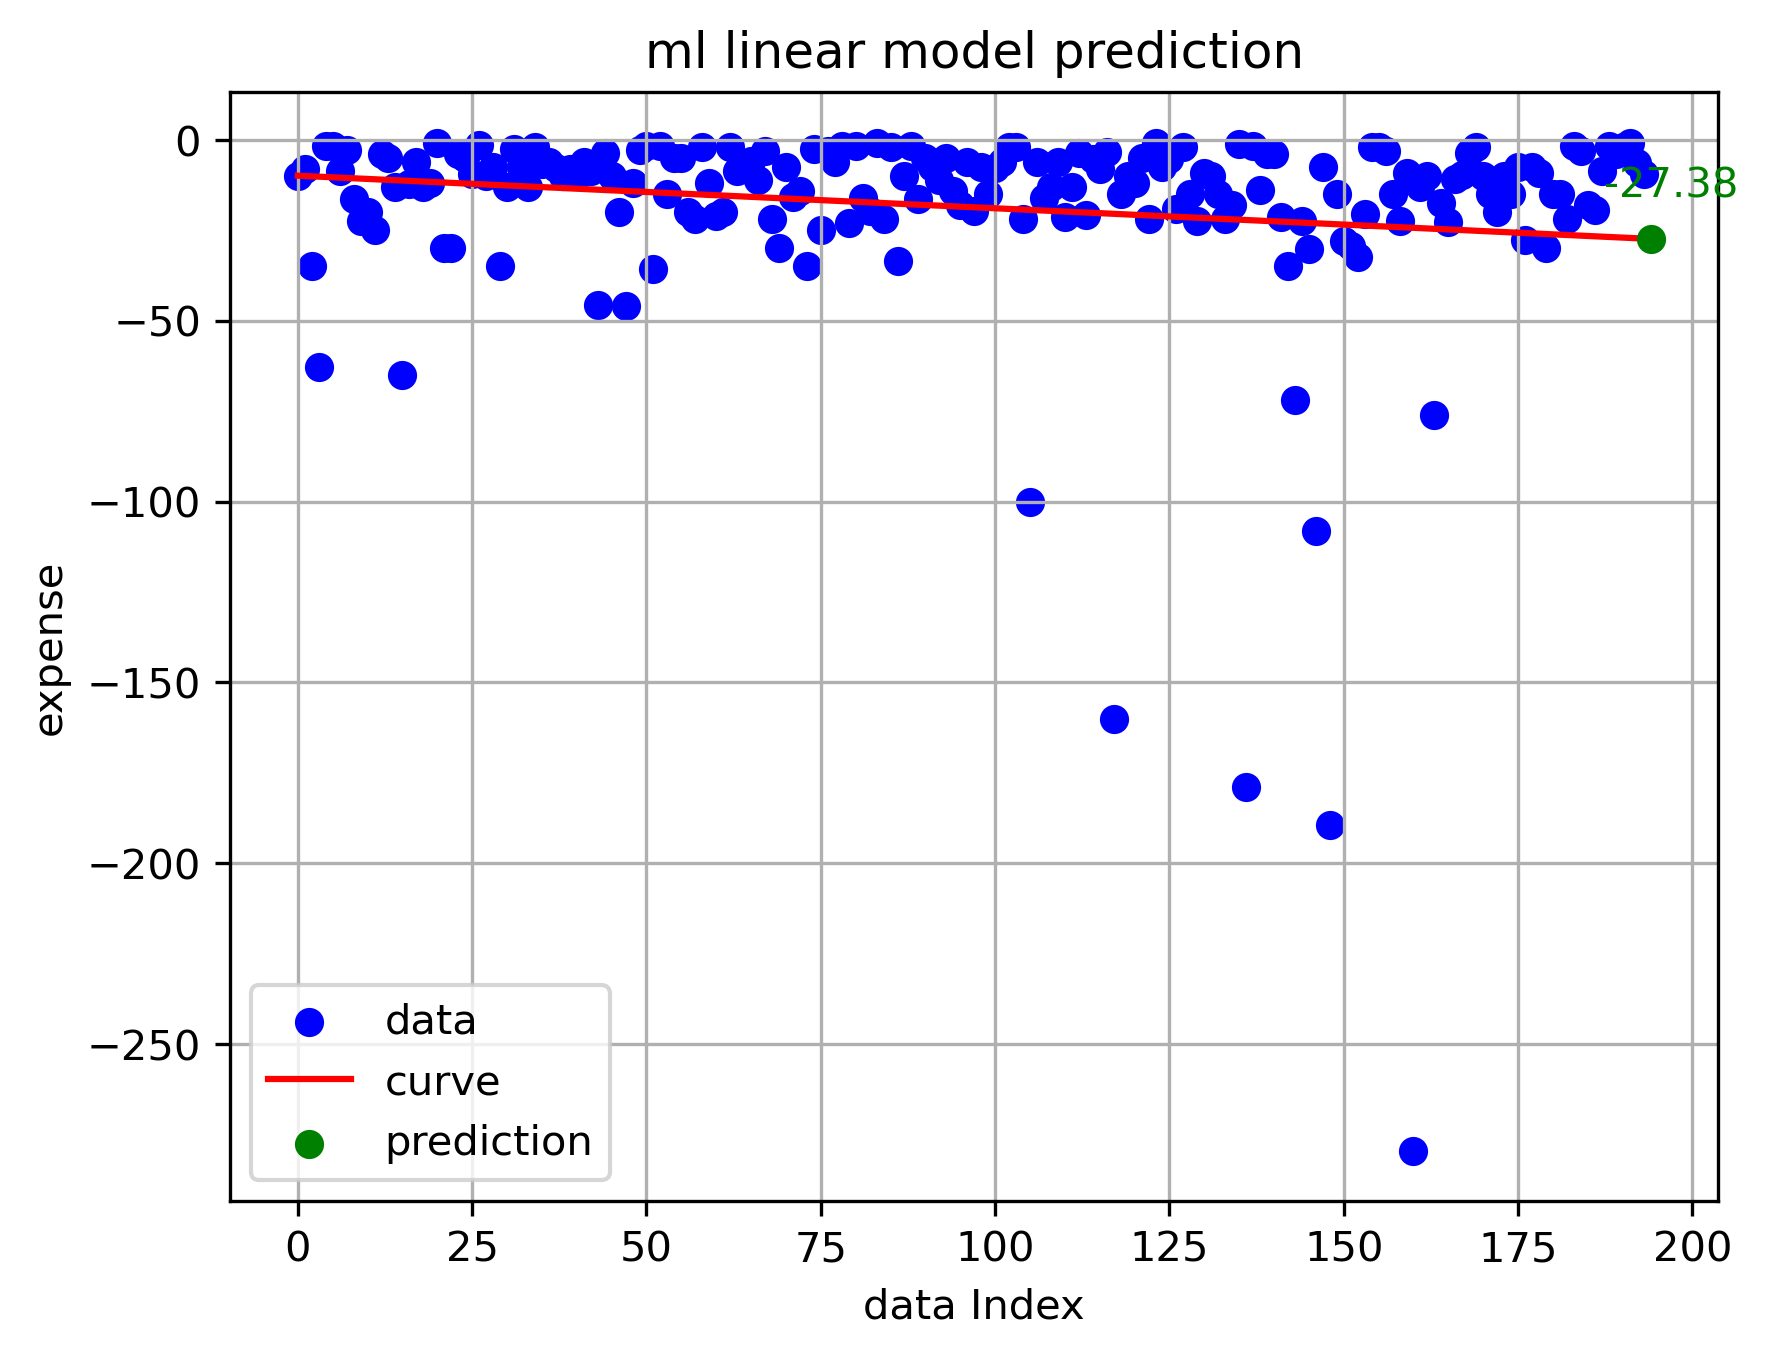 ml linear model prediction
0
−50
−100
−150
−200
−250
expense
-27.38
data
curve
prediction
0 25 50 75 100 125 150 175 200
data Index